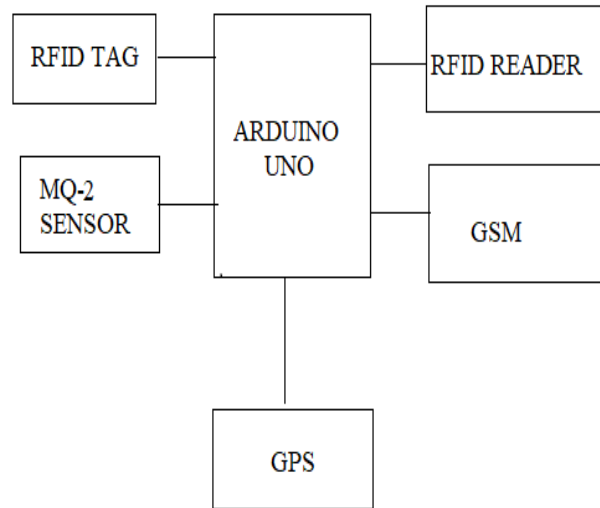 RFID TAG
ARDUINO
UNO
RFID READER
MQ-2
SENSOR
GSM
GPS